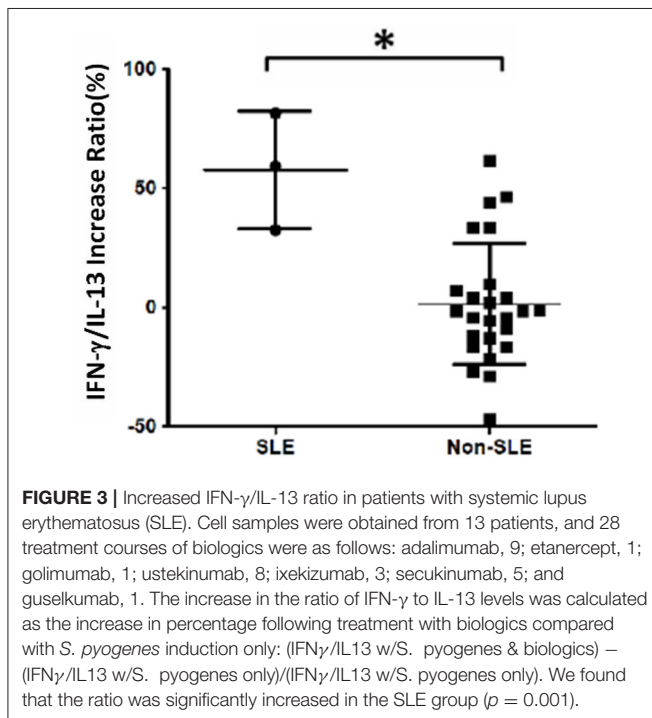 *
IFN-γ/IL-13 Increase Ratio(%)
100
50
0
-50
SLE
Non-SLE
FIGURE 3 | Increased IFN-γ/IL-13 ratio in patients with systemic lupus
erythematosus (SLE). Cell samples were obtained from 13 patients, and 28
treatment courses of biologics were as follows: adalimumab, 9; etanercept, 1;
golimumab, 1; ustekinumab, 8; ixekizumab, 3; secukinumab, 5; and
guselkumab, 1. The increase in the ratio of IFN-γ to IL-13 levels was calculated
as the increase in percentage following treatment with biologics compared
with S. pyogenes induction only: (IFNγ/IL13 w/S. pyogenes & biologics) −
(IFNγ/IL13 w/S. pyogenes only)/(IFNγ/IL13 w/S. pyogenes only). We found
that the ratio was significantly increased in the SLE group (p = 0.001).